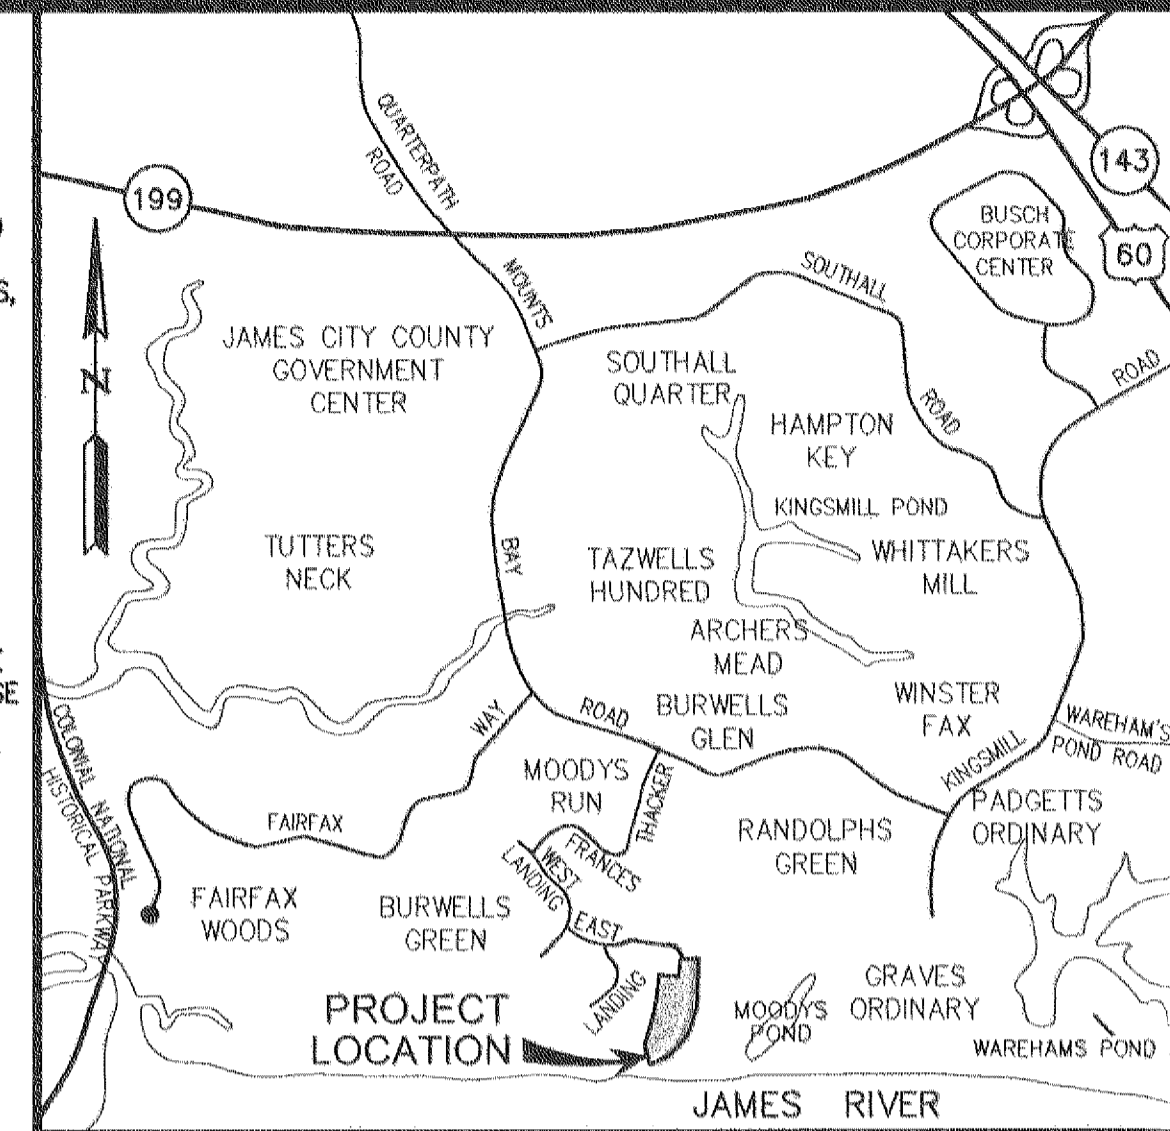 QUARTERPATH
ROAD
199
143
60
BUSCH
CORPORATE
CENTER
MOUNTS
SOUTHALL
JAMES CITY COUNTY
GOVERNMENT
CENTER
N
SOUTHALL
QUARTER
ROAD
ROAD
HAMPTON
KEY
KINGSMILL POND
TUTTERS
NECK
BAY
TAZWELLS
HUNDRED
WHITTAKERS
MILL
ARCHERS
MEAD
WINSTER
FAX
BURWELLS
GLEN
WAY
ROAD
KINGSMILL
WAREHAM'S
POND ROAD
COLONIAL NATIONAL
HISTORICAL PARKWAY
MOODYS
RUN
THACKER
PADGETTS
ORDINARY
FAIRFAX
FRANCES
WEST
LANDING
RANDOLPHS
GREEN
FAIRFAX
WOODS
BURWELLS
GREEN
EAST
LANDING
GRAVES
ORDINARY
MOODYS
POND
PROJECT
LOCATION
WAREHAMS POND
JAMES RIVER